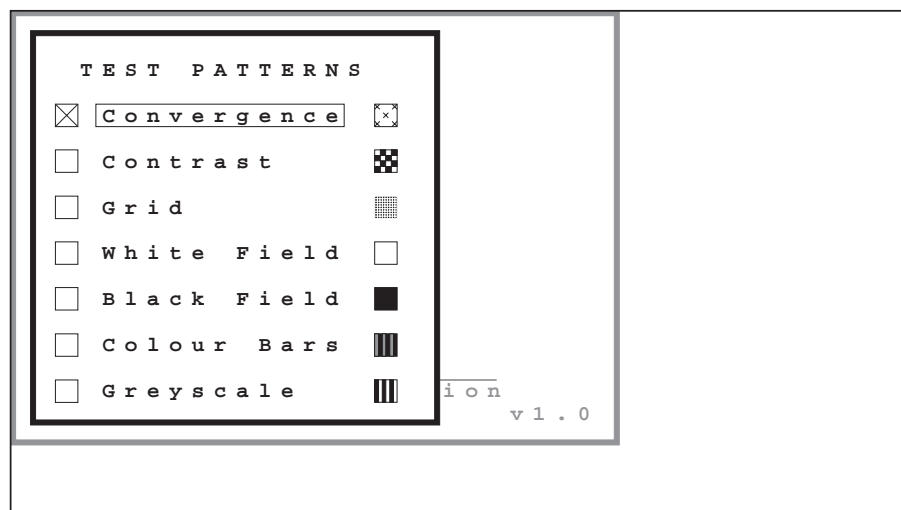 TEST PATTERNS
Convergence
Contrast
Grid
White Field
Black Field
Colour Bars
Greyscale
ion
v1.0